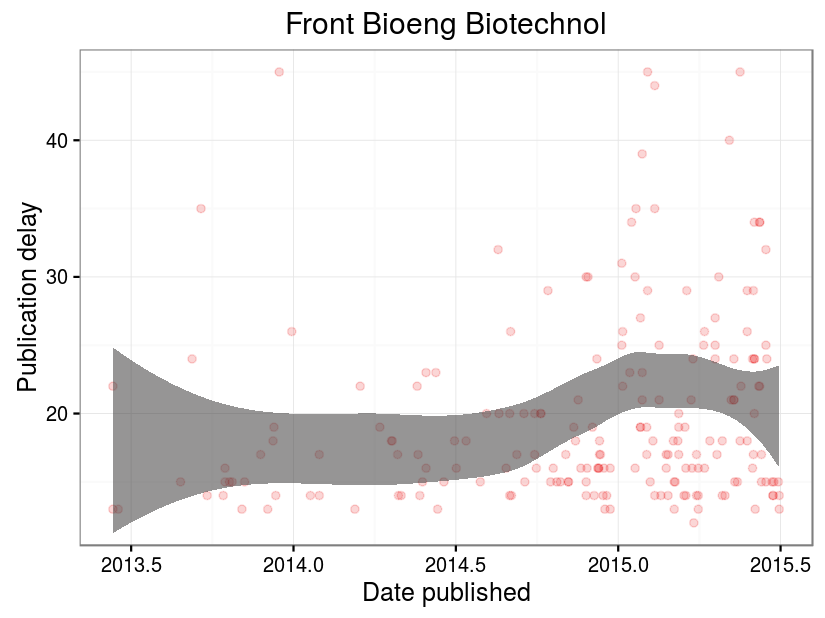 Front Bioeng Biotechnol
Publication delay
40
30
20
2013.5 2014.0 2014.5 2015.0 2015.5
Date published